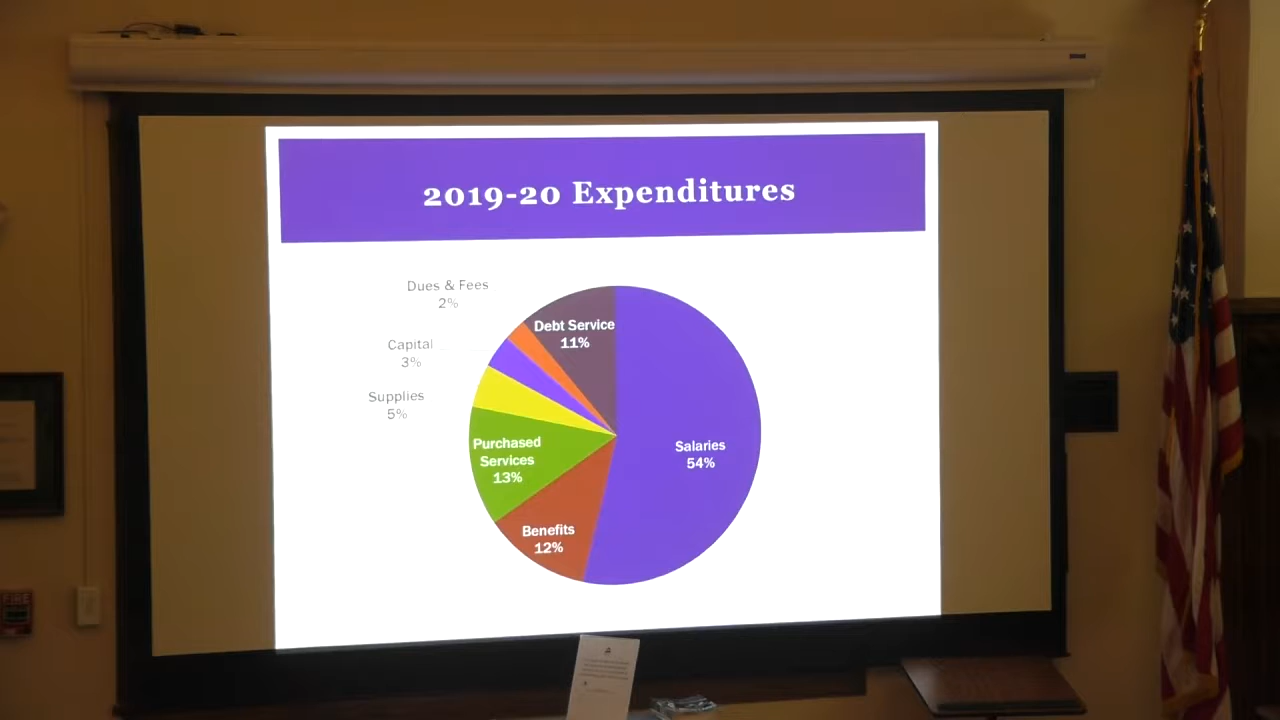 2019-20 Expenditures
Dues & Fees
2%
Debt Service
11%
Capital
3%
Supplies
5%
Purchased
Services
13%
Salaries
54%
Benefits
12%
FIRE